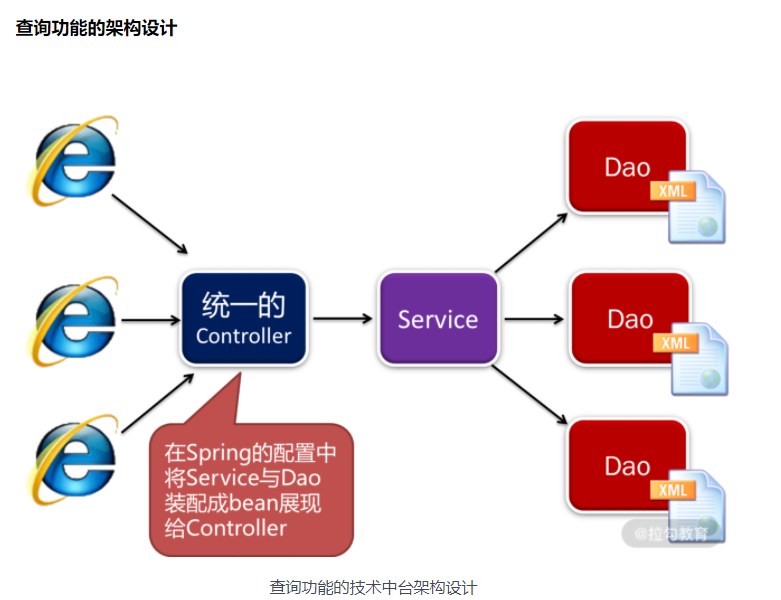 查询功能的架构设计
Dao
XML
统一的
Controller
Service
Dao
XML
Dao
XML
在Spring的配置中
将Service与Dao
装配成bean展现
给Controller
@拉勾教育
查询功能的技术中台架构设计